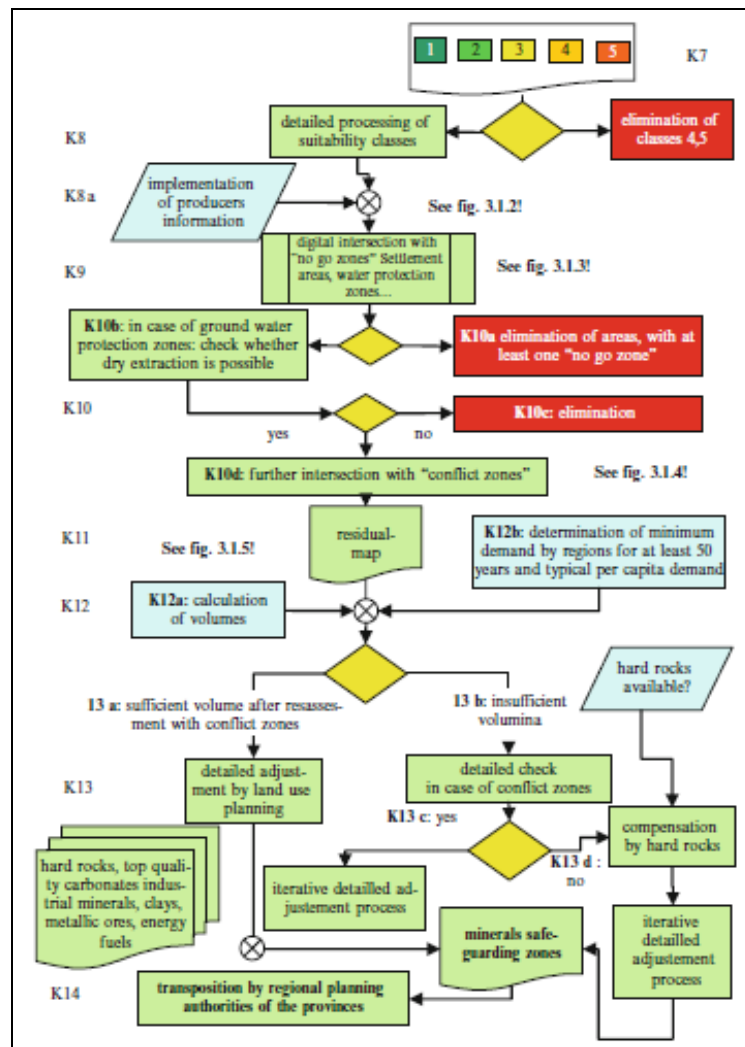 1 2 3 4 5
K7
K8
detailed processing of
suitability classes
elimination of
classes 4,5
K8a
implementation
of producers
information
See fig. 3.1.2!
K9
digital intersection with
"no go zones" Settlement
areas, water protection
zones...
See fig. 3.1.3!
K10b: in case of ground water
protection zones: check whether
dry extraction is possible
K10a elimination of areas, with at
least one "no go zone"
K10
yes
no
K10c: elimination
K10d: further intersection with "conflict zones"
See fig. 3.1.4!
K11
See fig. 3.1.5!
residual-
map
K12b: determination of minimum
demand by regions for at least 50
years and typical per capita demand
K12
K12a: calculation
of volumes
hard rocks
available?
13 a: sufficient volume after resasses-
ment with conflict zones
13 b: insufficient
volumina
K13
detailed adjust-
ment by land use
planning
detailed check
in case of conflict zones
K13 c: yes
K13 d :
no
compensation
by hard rocks
hard rocks, top quali-
ty carbonates indus-
trial minerals, clays,
metallic ores, energy
fuels
iterative detailled ad-
justement process
minerals safe-
guarding zones
iterative
detailled
adjustement
process
K14
transposition by regional planning
authorities of the provinces